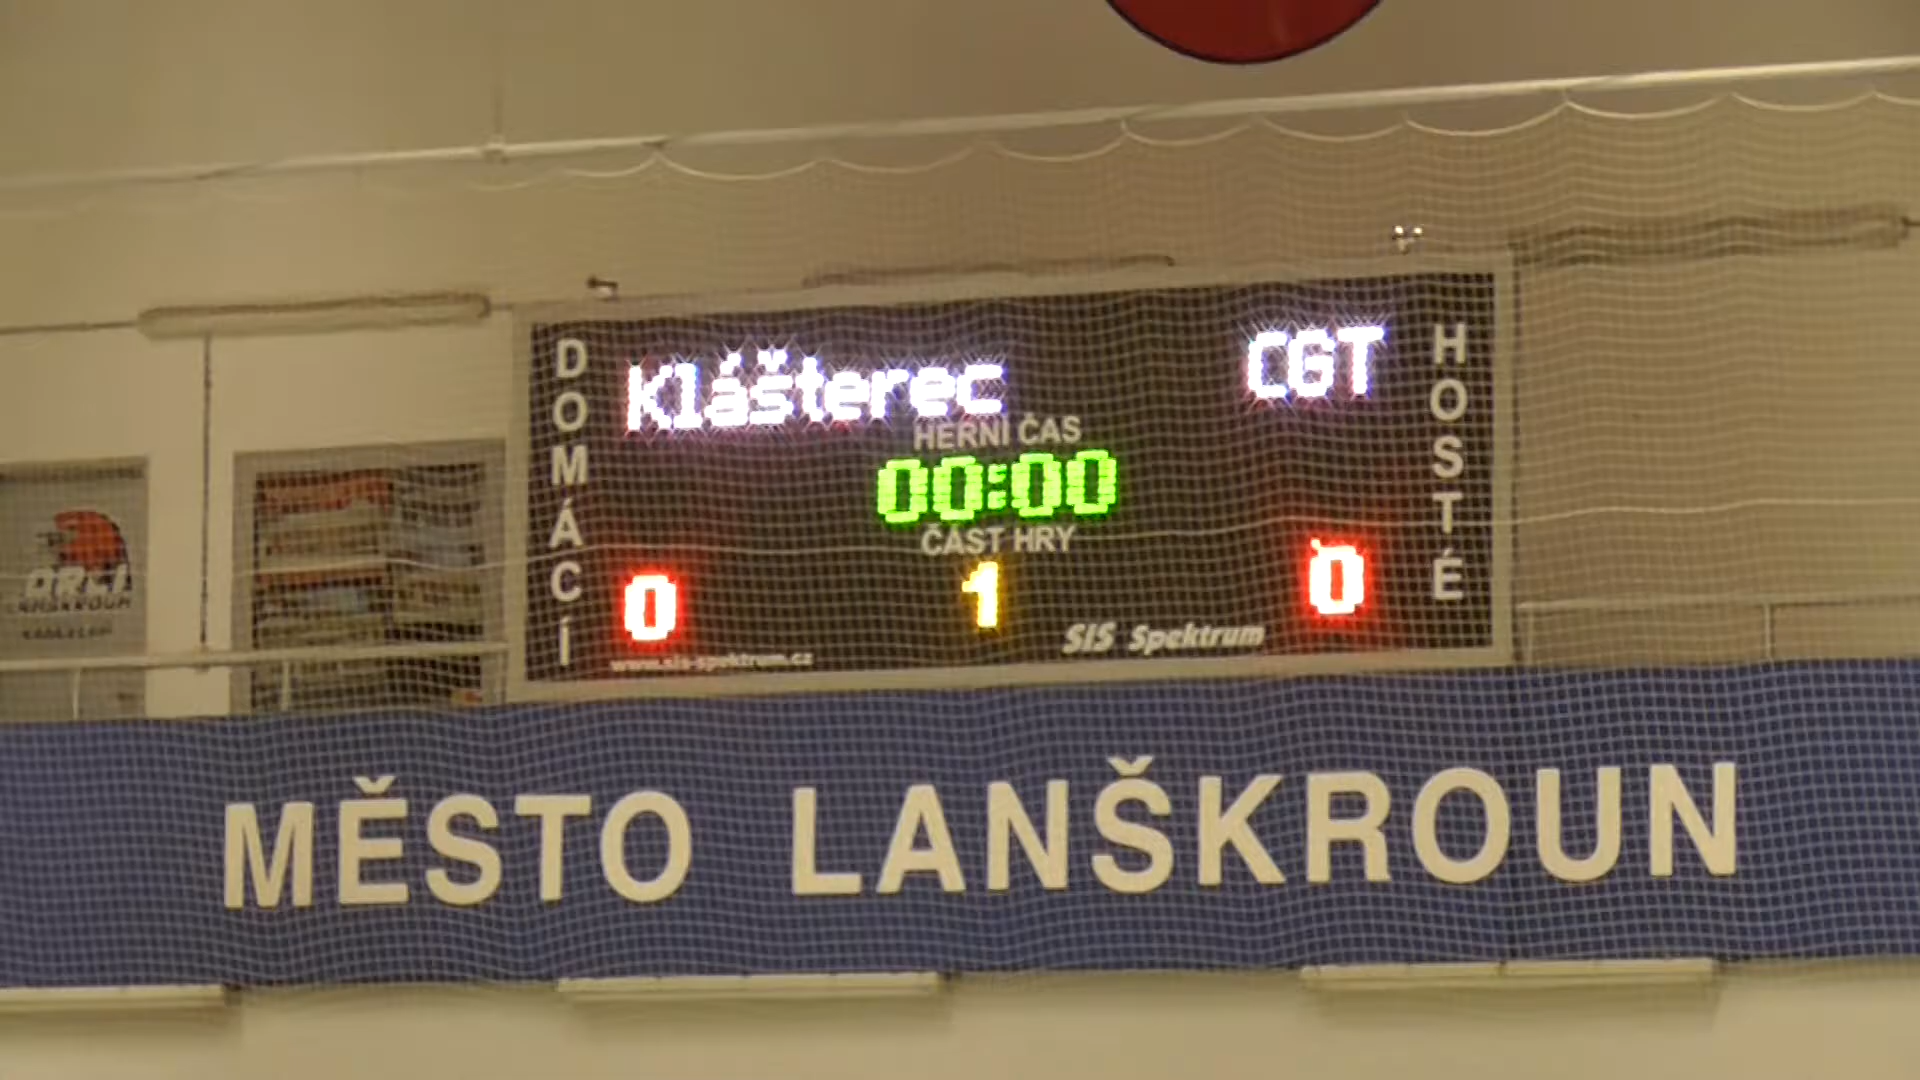 DOMÁCÍ
Klášterec
CGT
HOSTÉ
HERNÍ ČAS
00:00
ČÁST HRY
0
1
0
www.sis-spektrum.cz
SIS Spektrum
ORLI
LANŠKROUN
MĚSTO LANŠKROUN